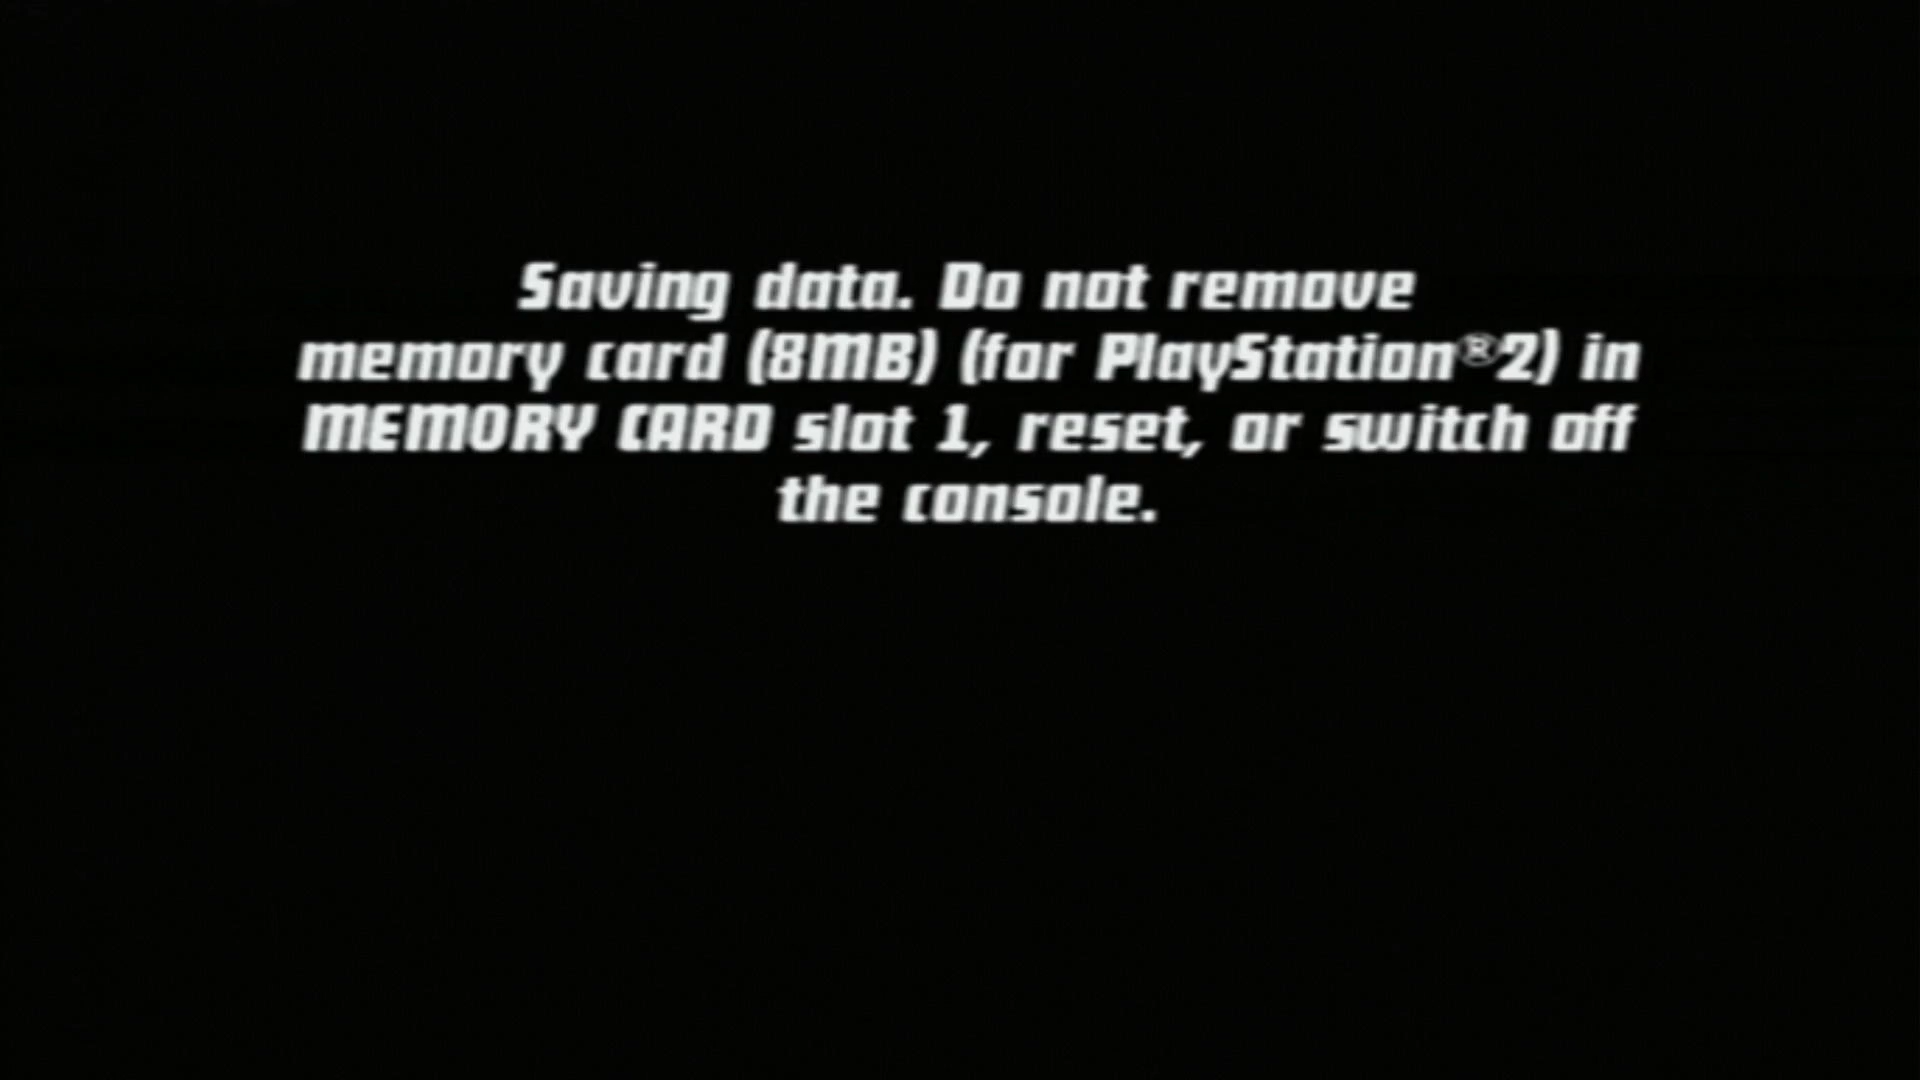 Saving data. Do not remove
memory card (8MB) (for PlayStation®2) in
MEMORY CARD slot 1, reset, or switch off
the console.